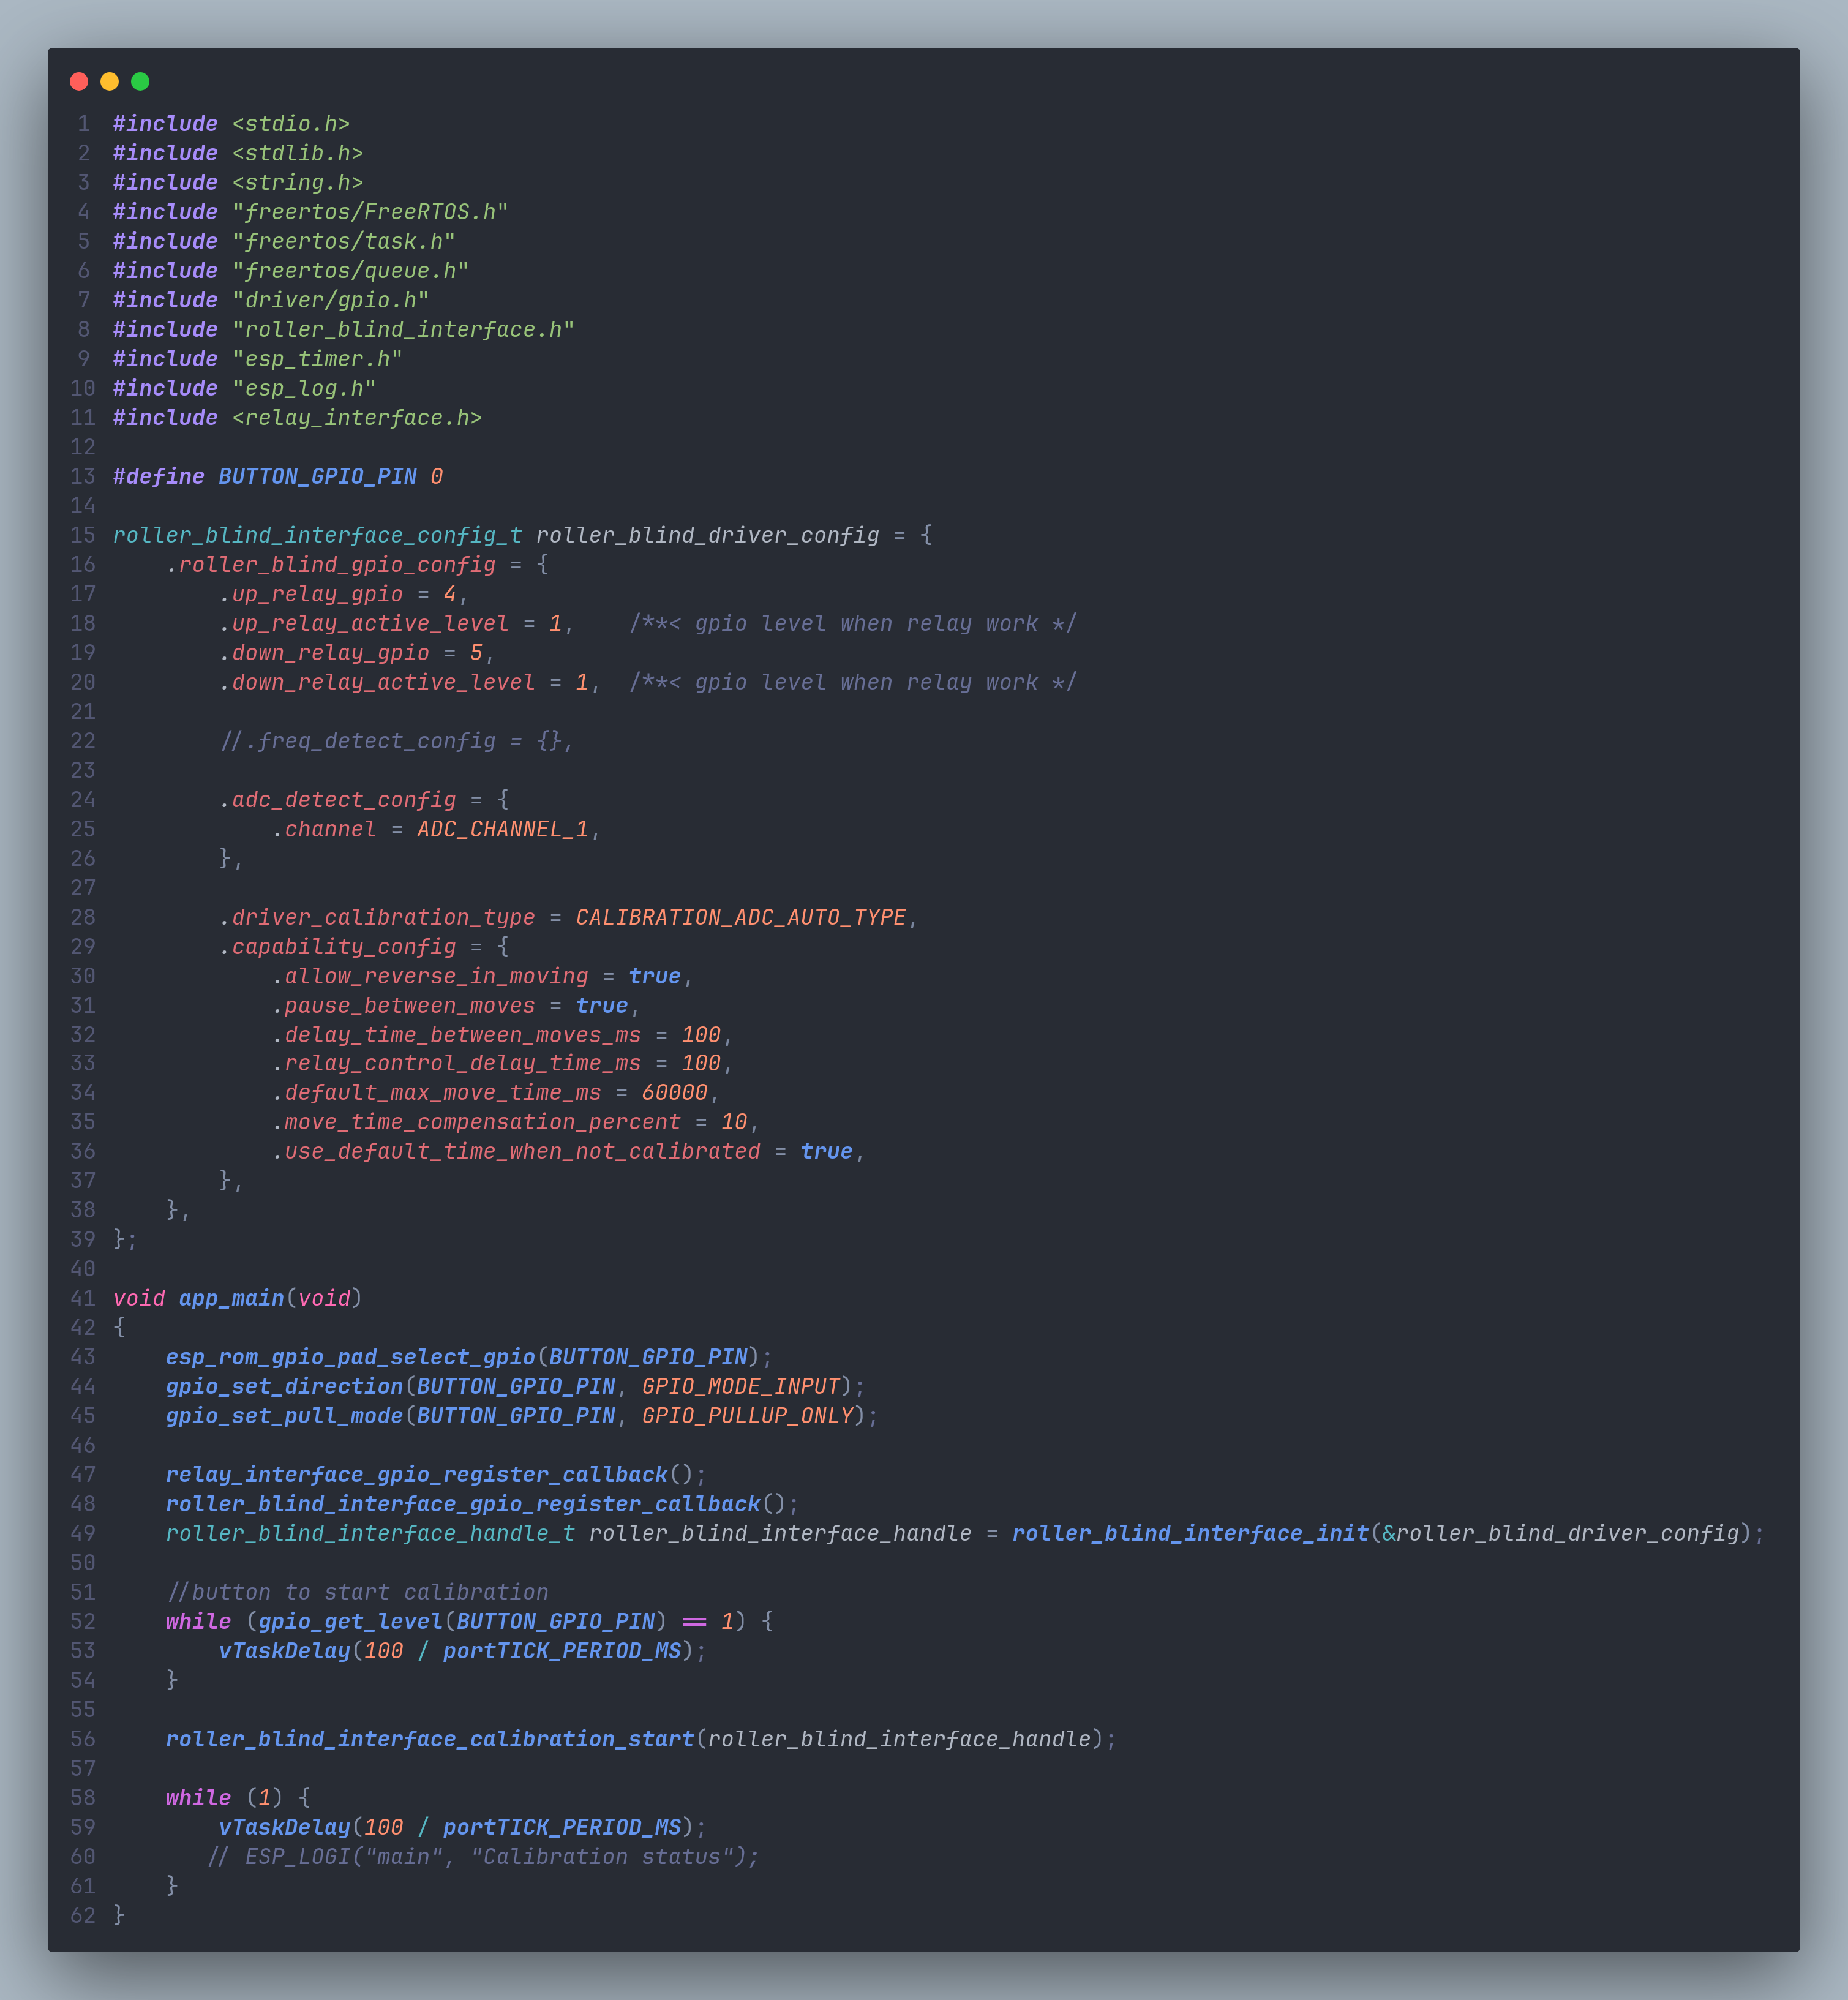 1 #include <stdio.h>
2 #include <stdlib.h>
3 #include <string.h>
4 #include "freertos/FreeRTOS.h"
5 #include "freertos/task.h"
6 #include "freertos/queue.h"
7 #include "driver/gpio.h"
8 #include "roller_blind_interface.h"
9 #include "esp_timer.h"
10 #include "esp_log.h"
11 #include <relay_interface.h>
12
13 #define BUTTON_GPIO_PIN 0
14
15 roller_blind_interface_config_t roller_blind_driver_config = {
16     .roller_blind_gpio_config = {
17         .up_relay_gpio = 4,
18         .up_relay_active_level = 1,    /**< gpio level when relay work */
19         .down_relay_gpio = 5,
20         .down_relay_active_level = 1,  /**< gpio level when relay work */
21
22         //.freq_detect_config = {},
23
24         .adc_detect_config = {
25             .channel = ADC_CHANNEL_1,
26         },
27
28         .driver_calibration_type = CALIBRATION_ADC_AUTO_TYPE,
29         .capability_config = {
30             .allow_reverse_in_moving = true,
31             .pause_between_moves = true,
32             .delay_time_between_moves_ms = 100,
33             .relay_control_delay_time_ms = 100,
34             .default_max_move_time_ms = 60000,
35             .move_time_compensation_percent = 10,
36             .use_default_time_when_not_calibrated = true,
37         },
38     },
39 };
40
41 void app_main(void)
42 {
43     esp_rom_gpio_pad_select_gpio(BUTTON_GPIO_PIN);
44     gpio_set_direction(BUTTON_GPIO_PIN, GPIO_MODE_INPUT);
45     gpio_set_pull_mode(BUTTON_GPIO_PIN, GPIO_PULLUP_ONLY);
46
47     relay_interface_gpio_register_callback();
48     roller_blind_interface_gpio_register_callback();
49     roller_blind_interface_handle_t roller_blind_interface_handle = roller_blind_interface_init(&roller_blind_driver_config);
50
51     //button to start calibration
52     while (gpio_get_level(BUTTON_GPIO_PIN) == 1) {
53         vTaskDelay(100 / portTICK_PERIOD_MS);
54     }
55
56     roller_blind_interface_calibration_start(roller_blind_interface_handle);
57
58     while (1) {
59         vTaskDelay(100 / portTICK_PERIOD_MS);
60        // ESP_LOGI("main", "Calibration status");
61     }
62 }